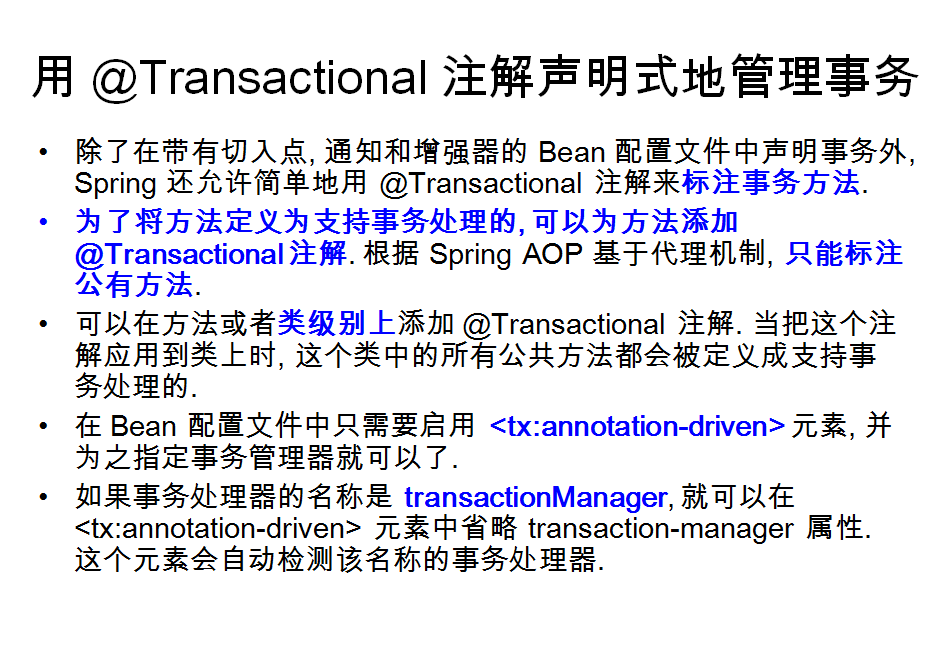 用 @Transactional 注解声明式地管理事务
• 除了在带有切入点, 通知和增强器的 Bean 配置文件中声明事务外,
Spring 还允许简单地用 @Transactional 注解来标注事务方法.
• 为了将方法定义为支持事务处理的, 可以为方法添加
@Transactional 注解. 根据 Spring AOP 基于代理机制, 只能标注
公有方法.
• 可以在方法或者类级别上添加 @Transactional 注解. 当把这个注
解应用到类上时, 这个类中的所有公共方法都会被定义成支持事
务处理的.
• 在 Bean 配置文件中只需要启用 <tx:annotation-driven> 元素, 并
为之指定事务管理器就可以了.
• 如果事务处理器的名称是 transactionManager, 就可以在
<tx:annotation-driven> 元素中省略 transaction-manager 属性.
这个元素会自动检测该名称的事务处理器.